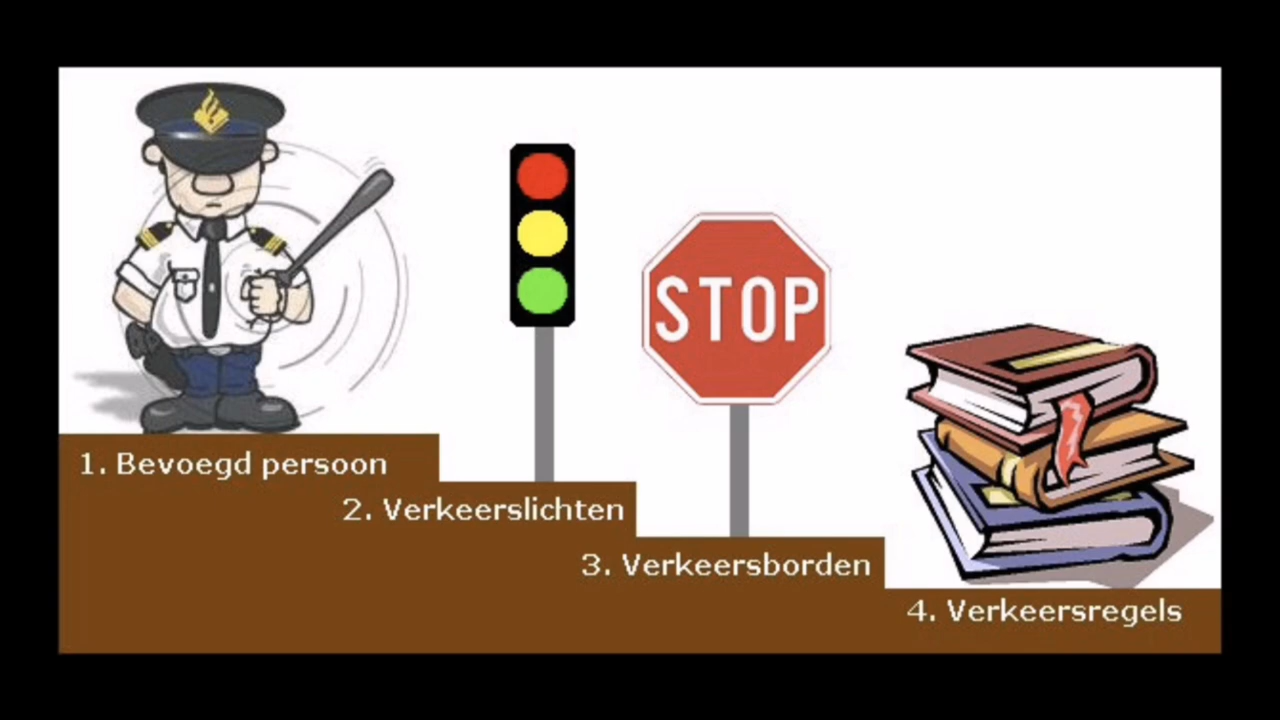 1. Bevoegd persoon
2. Verkeerslichten
STOP
3. Verkeersborden
4. Verkeersregels